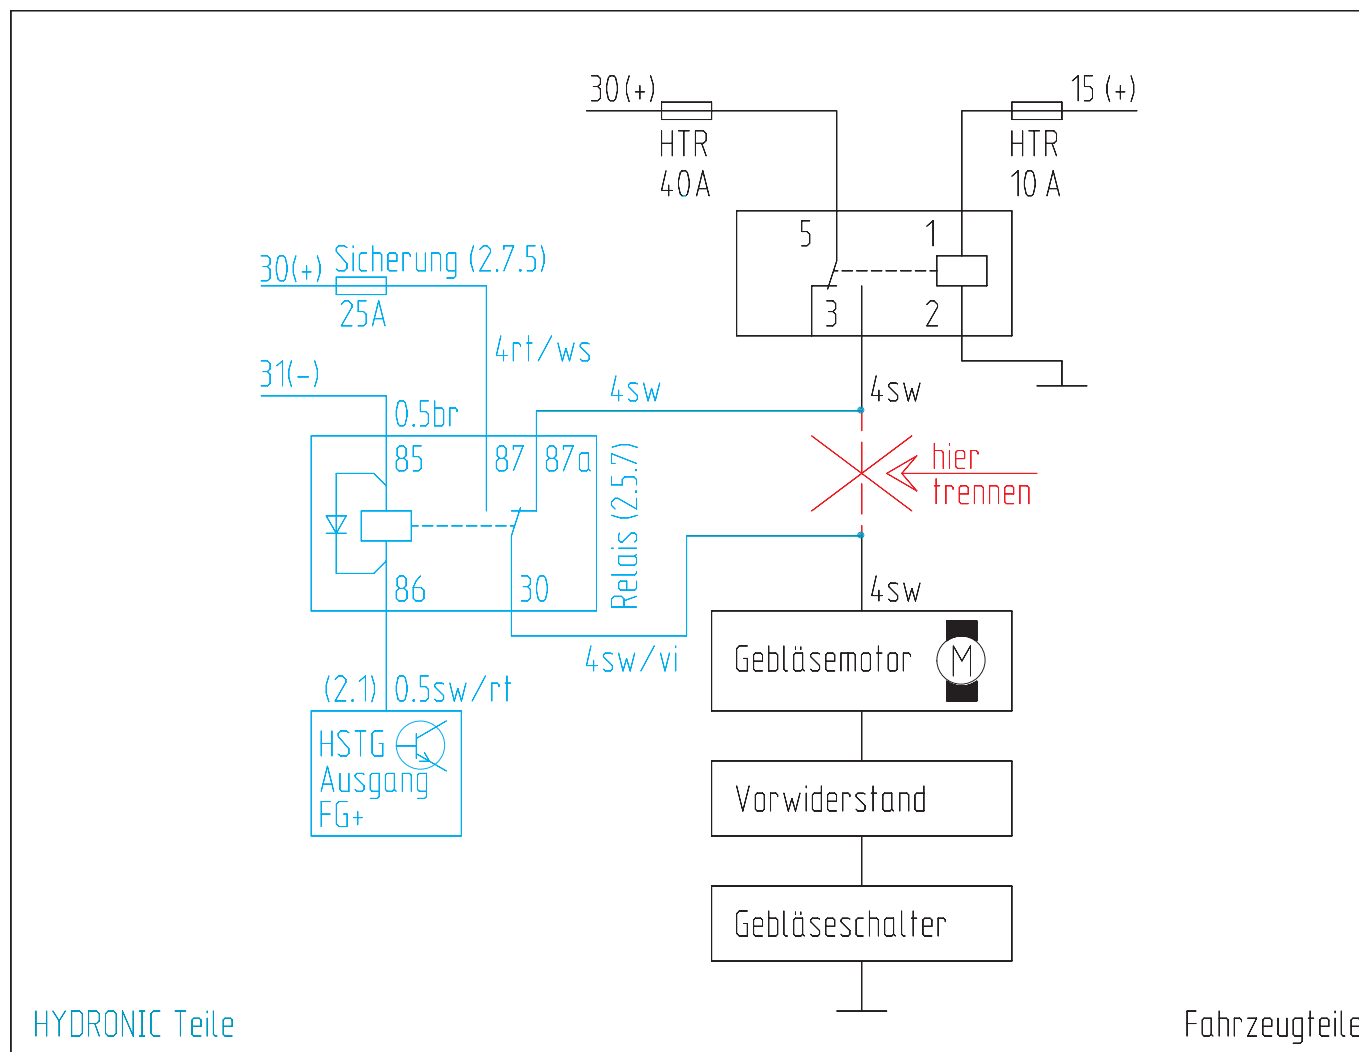 30(+)
HTR
40A
15(+)
HTR
10A
5
1
3
2
30(+)
Sicherung (2.7.5)
25A
4rt/ws
31(-)
0.5br
4sw
4sw
85
87
87a
Relais (2.5.7)
hier
trennen
86
30
4sw/vi
4sw
Gebläsemotor
M
(2.1)
0.5sw/rt
HSTG
Ausgang
FG+
Vorwiderstand
Gebläseschalter
HYDRONIC Teile
Fahrzeugteile